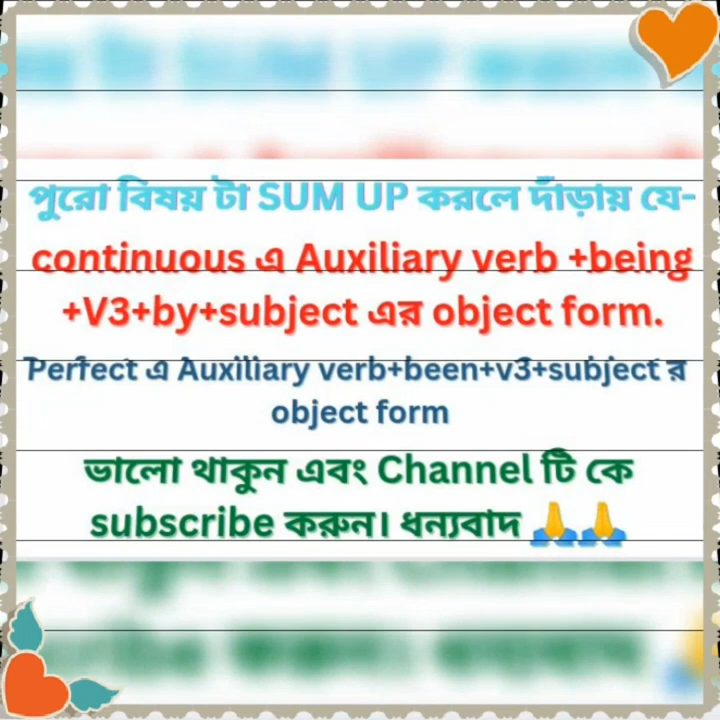 পুরো বিষয় টা SUM UP করলে দাঁড়ায় যে-
continuous এ Auxiliary verb +being
+V3+by+subject এর object form.
Perfect এ Auxiliary verb+been+v3+subject র
object form
ভালো থাকুন এবং Channel টি কে
subscribe করুন। ধন্যবাদ 🙏🙏